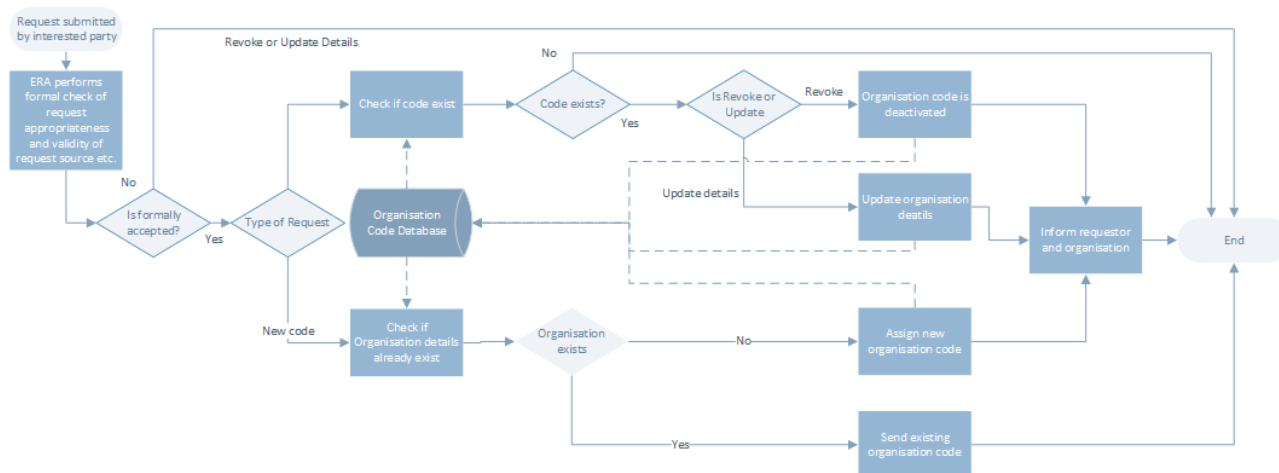 Request submitted
by interested party
ERA performs
formal check of
request
appropriateness
and validity of
request source etc.
No
Is formally
accepted?
Yes
Type of Request
Revoke or Update Details
Check if code exist
Code exists?
No
Yes
Is Revoke or
Update
Revoke
Organisation code is
deactivated
Update details
Update organisation
deatils
Organisation
Code Database
Inform requestor
and organisation
End
New code
Check if
Organisation details
already exist
Organisation
exists
No
Assign new
organisation code
Yes
Send existing
organisation code